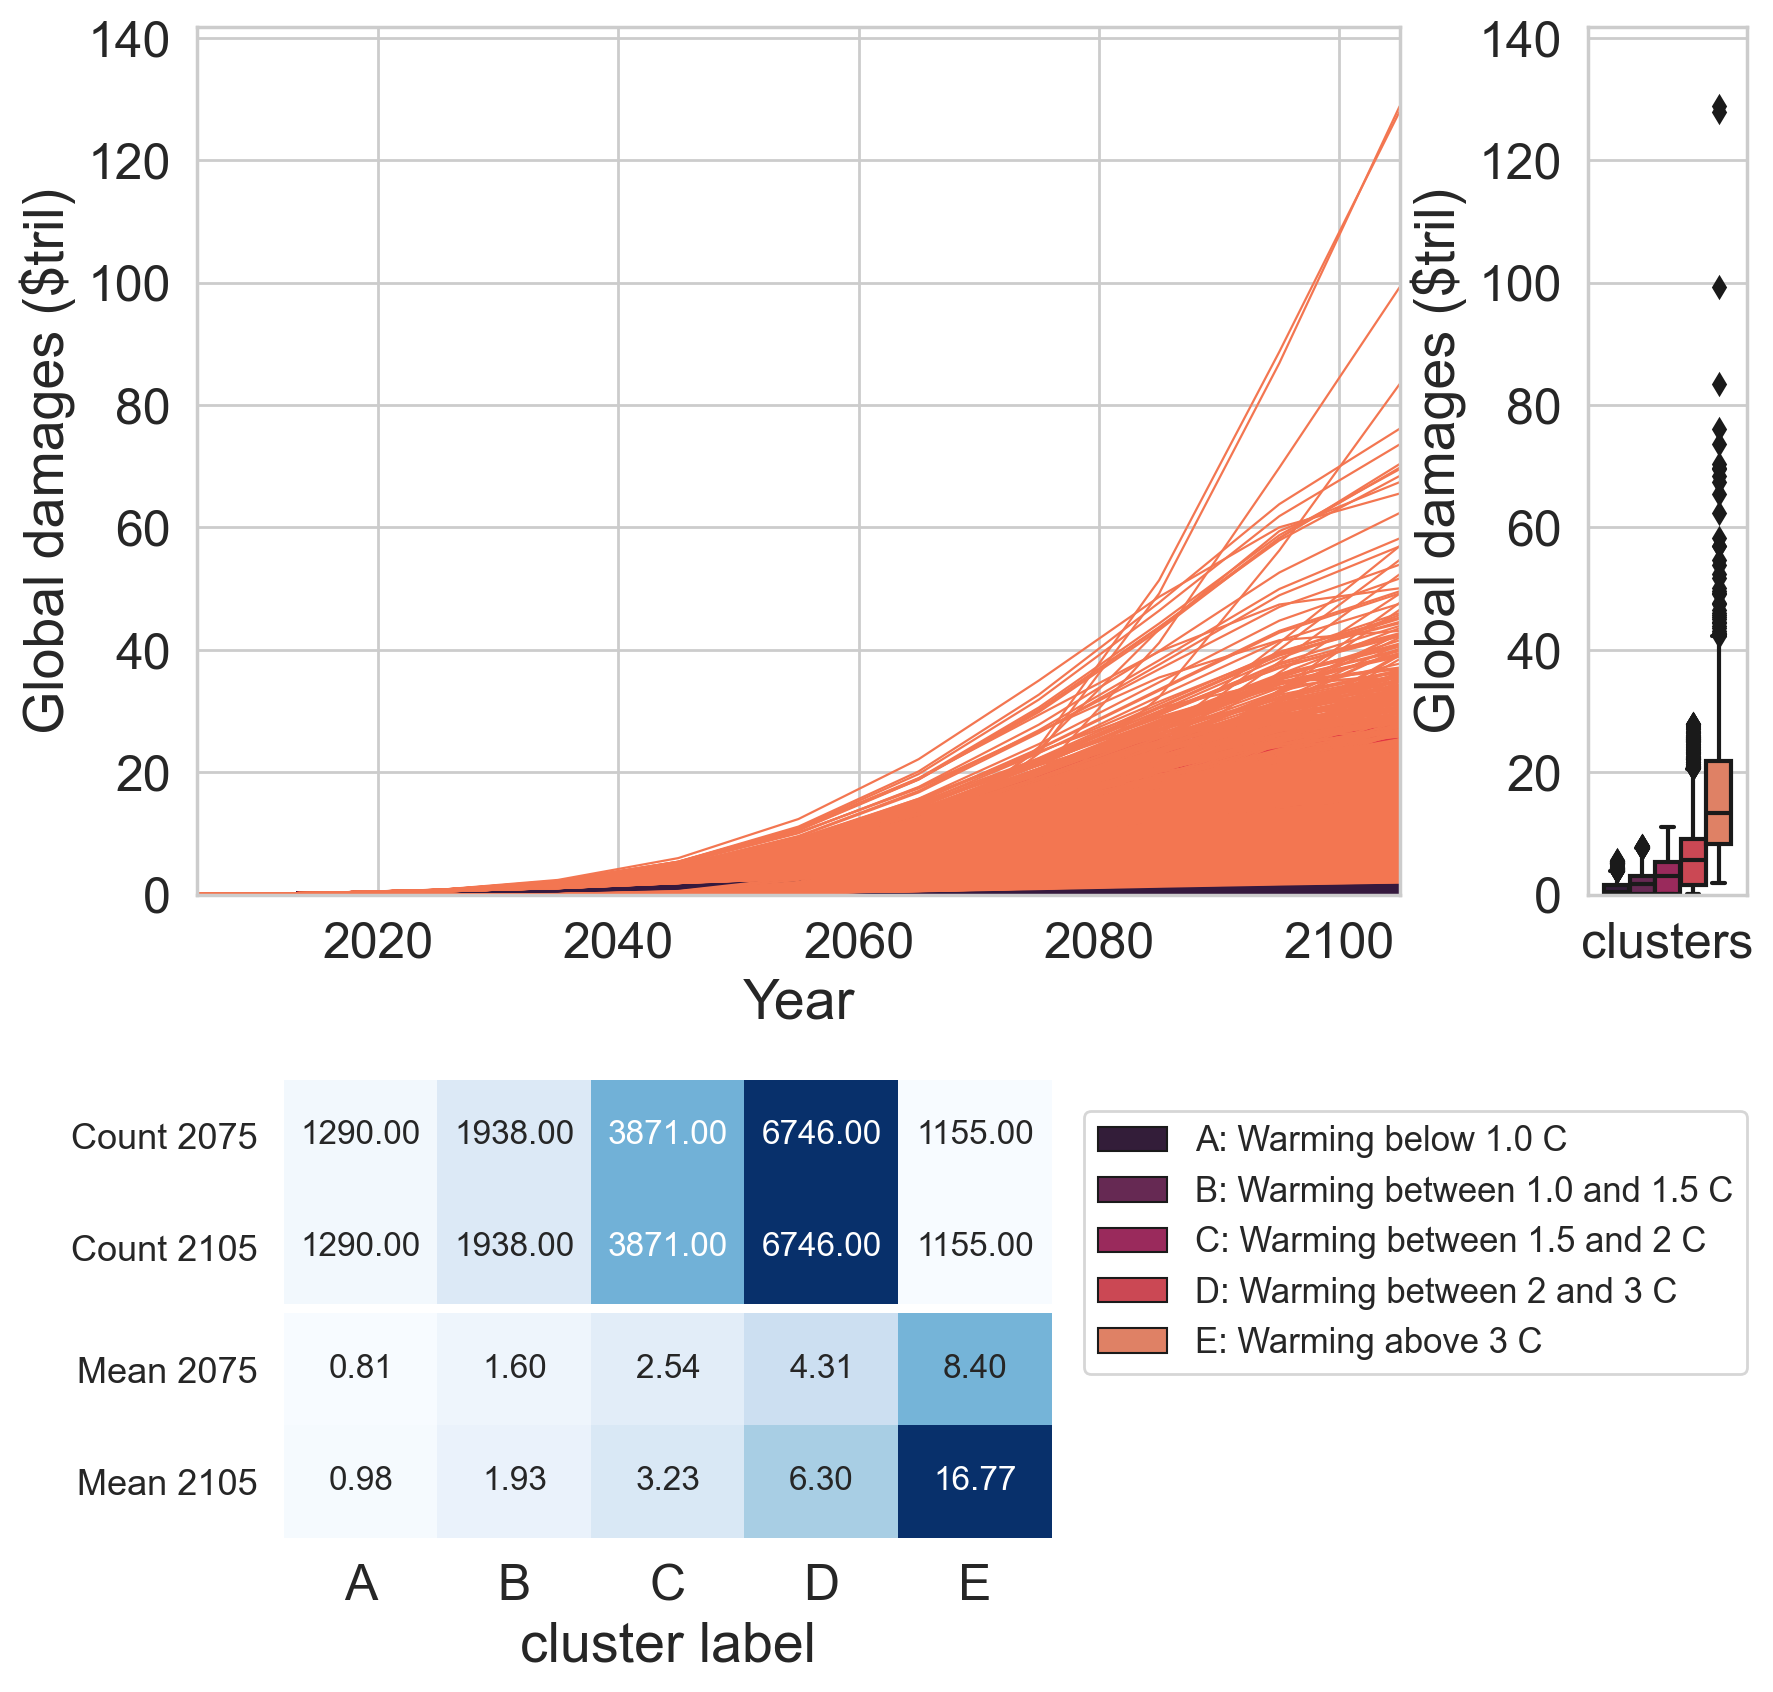 Global damages ($tril)
140
120
100
80
60
40
20
0
2020 2040 2060 2080 2100
Year
Global damages ($tril)
140
120
100
80
60
40
20
0
clusters
Count 2075 1290.00 1938.00 3871.00 6746.00 1155.00
Count 2105 1290.00 1938.00 3871.00 6746.00 1155.00
Mean 2075 0.81 1.60 2.54 4.31 8.40
Mean 2105 0.98 1.93 3.23 6.30 16.77
A B C D E
cluster label
A: Warming below 1.0 C
B: Warming between 1.0 and 1.5 C
C: Warming between 1.5 and 2 C
D: Warming between 2 and 3 C
E: Warming above 3 C